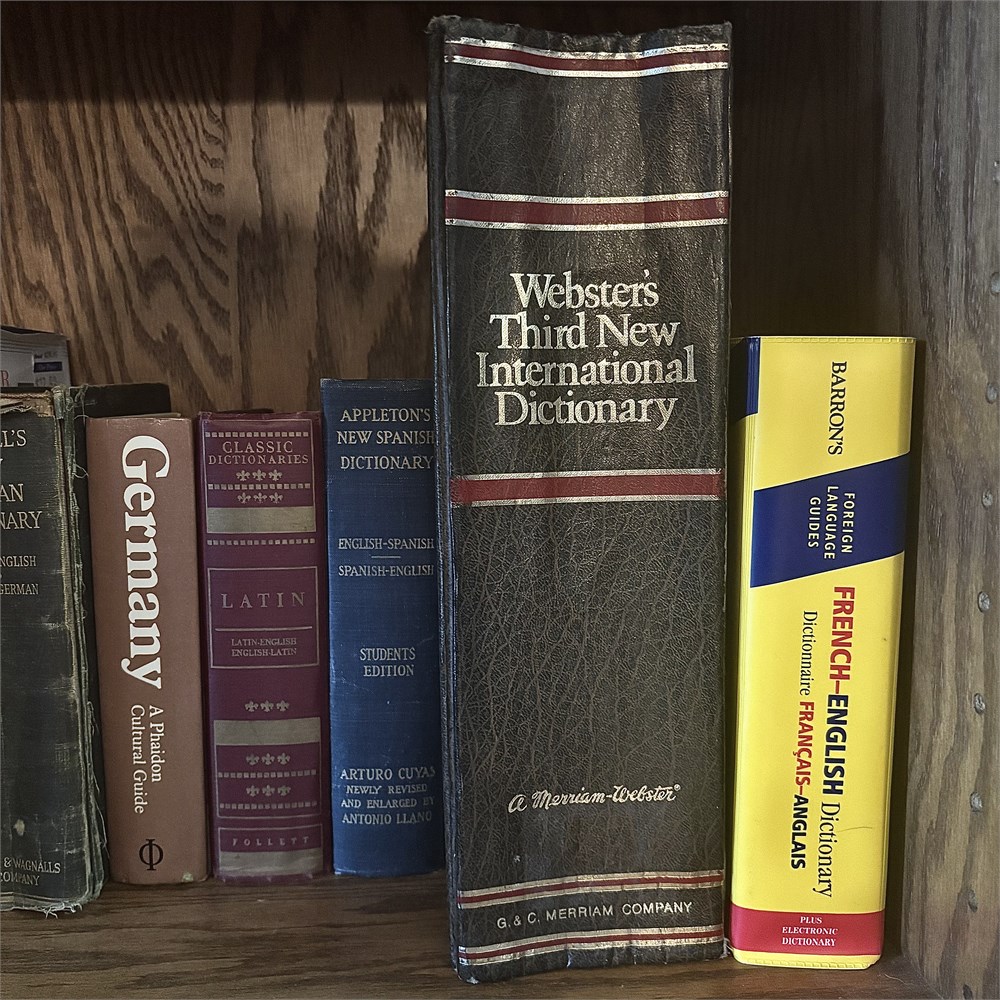 L'S
AN
NARY
NGLISH
GERMAN
& WAGNALLS
COMPANY
Germany
A Phaidon
Cultural Guide
CLASSIC
DICTIONARIES
LATIN
LATIN-ENGLISH
ENGLISH-LATIN
FOLLETT
APPLETON'S
NEW SPANISH
DICTIONARY
ENGLISH-SPANISH
SPANISH-ENGLISH
STUDENTS
EDITION
ARTURO CUYAS
NEWLY REVISED
AND ENLARGED BY
ANTONIO LLANO
Webster's
Third New
International
Dictionary
a Merriam-Webster®
G. & C. MERRIAM COMPANY
BARRON'S
FOREIGN
LANGUAGE
GUIDES
FRENCH–ENGLISH Dictionary
Dictionnaire FRANÇAIS–ANGLAIS
PLUS
ELECTRONIC
DICTIONARY